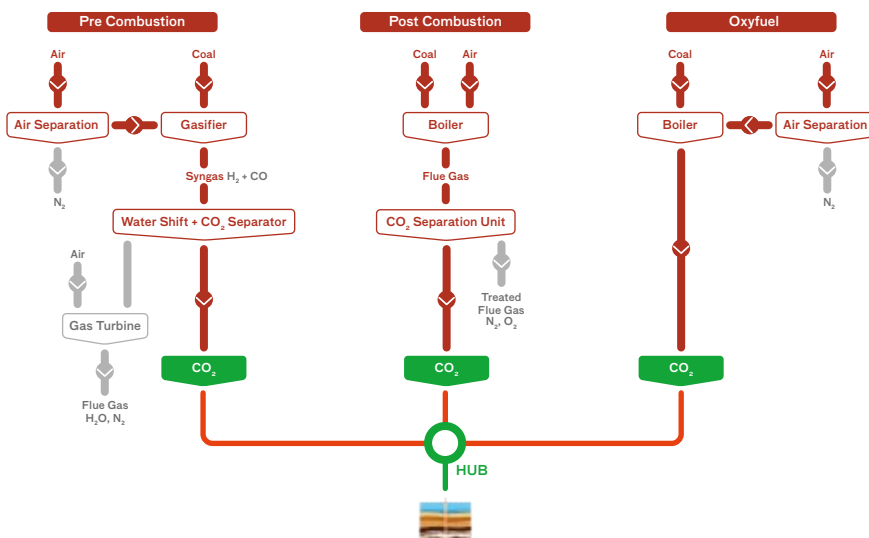 Pre Combustion
Air
Coal
Air Separation
Gasifier
N₂
Syngas H₂ + CO
Water Shift + CO₂ Separator
Air
Gas Turbine
Flue Gas
H₂O, N₂
CO₂
Post Combustion
Coal
Air
Boiler
Flue Gas
CO₂ Separation Unit
Treated
Flue Gas
N₂, O₂
CO₂
Oxyfuel
Coal
Air
Boiler
Air Separation
N₂
CO₂
HUB